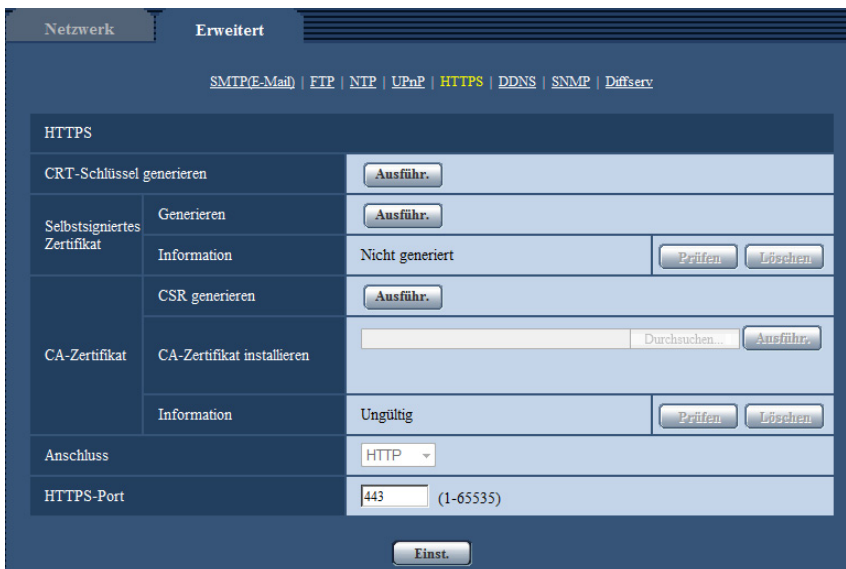 Netzwerk
Erweitert
SMTP(E-Mail) | FTP | NTP | UPnP | HTTPS | DDNS | SNMP | Diffserv
HTTPS
CRT-Schlüssel generieren
Ausführ.
Selbstsigniertes
Zertifikat
Generieren
Ausführ.
Information
Nicht generiert
Prüfen
Löschen
CA-Zertifikat
CSR generieren
Ausführ.
CA-Zertifikat installieren
Durchsuchen...
Ausführ.
Information
Ungültig
Prüfen
Löschen
Anschluss
HTTP
HTTPS-Port
443
(1-65535)
Einst.